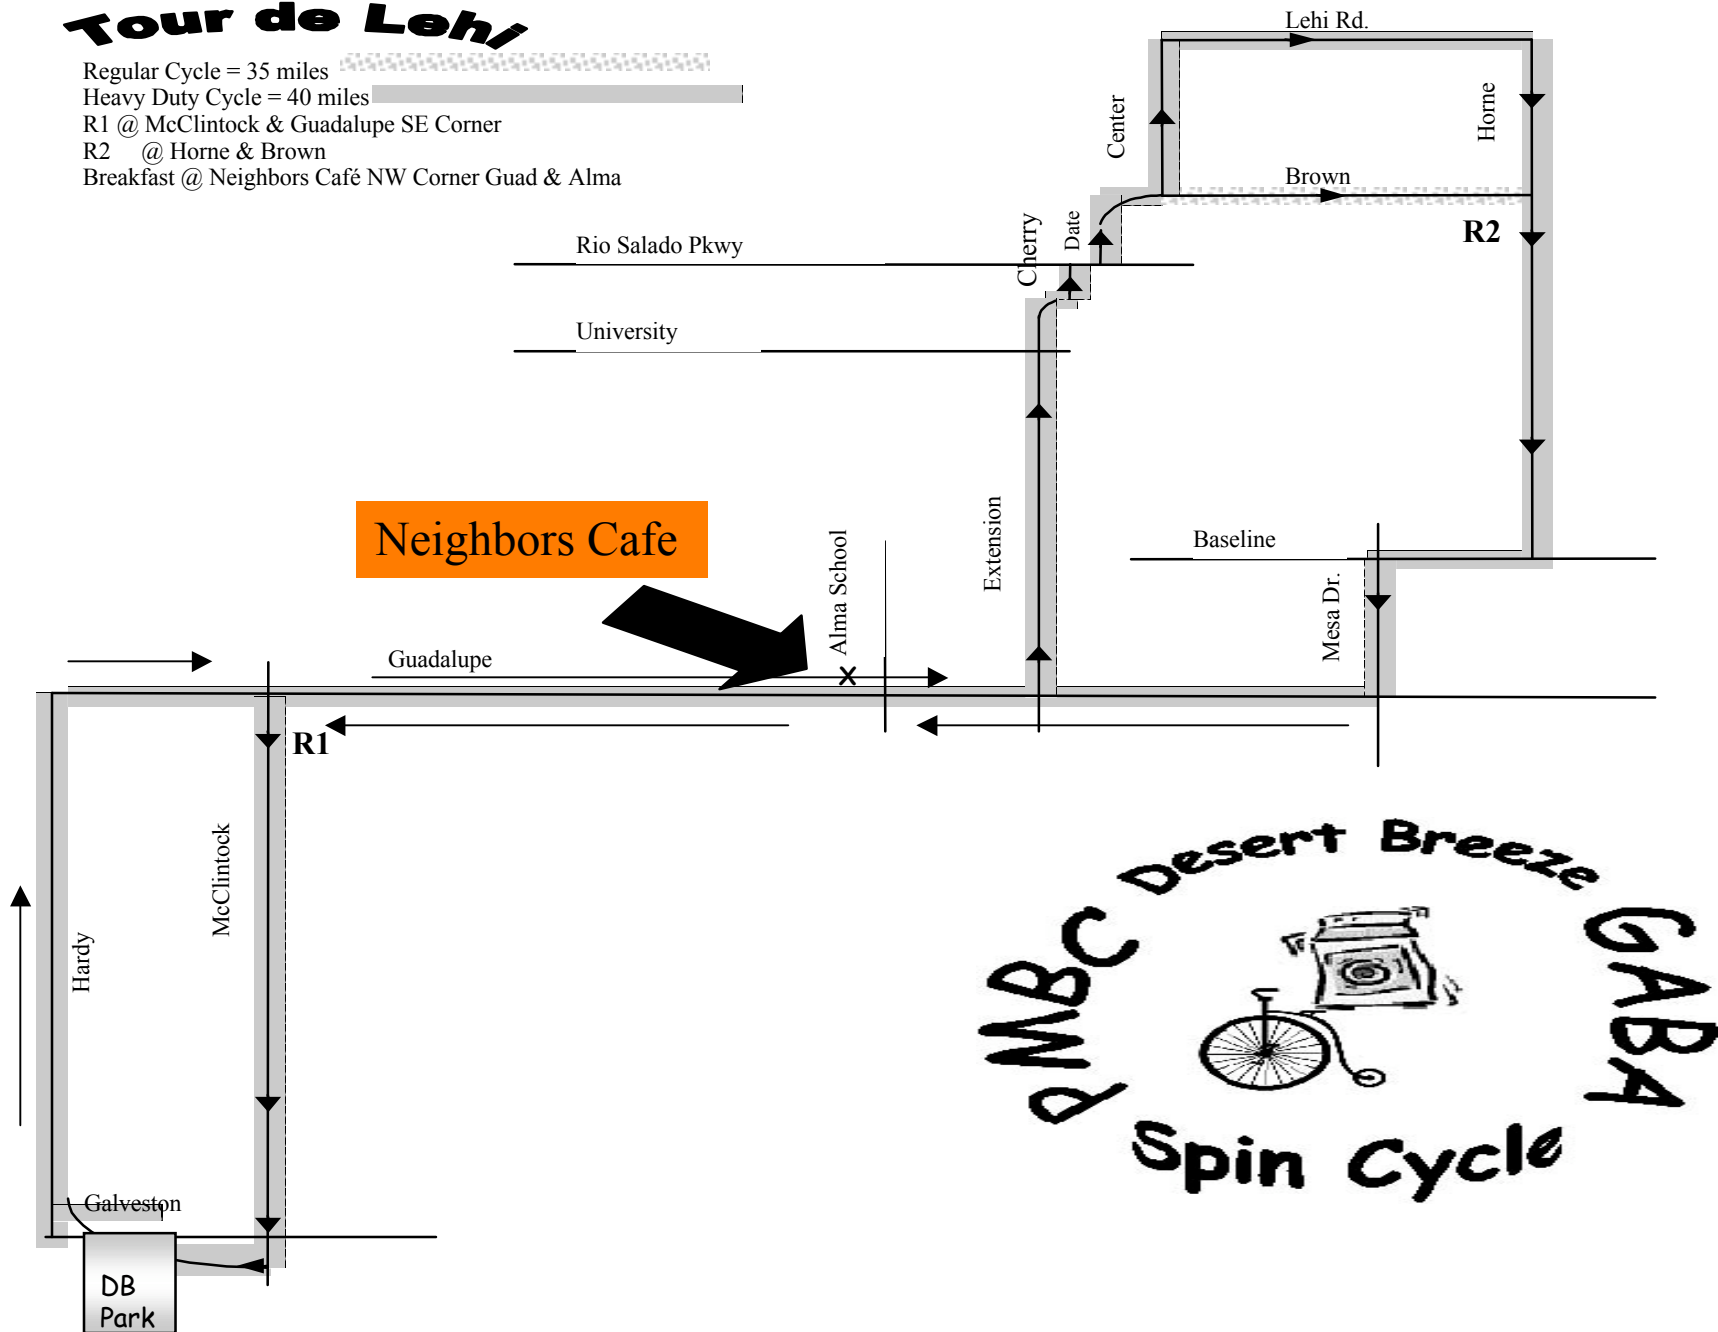 Tour de Lehi
Regular Cycle = 35 miles
Heavy Duty Cycle = 40 miles
R1 @ McClintock & Guadalupe SE Corner
R2 @ Horne & Brown
Breakfast @ Neighbors Café NW Corner Guad & Alma
Lehi Rd.
Center
Horne
Brown
R2
Date
Cherry
Rio Salado Pkwy
University
Neighbors Cafe
Alma School
Extension
Baseline
Mesa Dr.
Guadalupe
R1
McClintock
Hardy
Galveston
DB
Park
PMBC Desert Breeze GABA
Spin Cycle